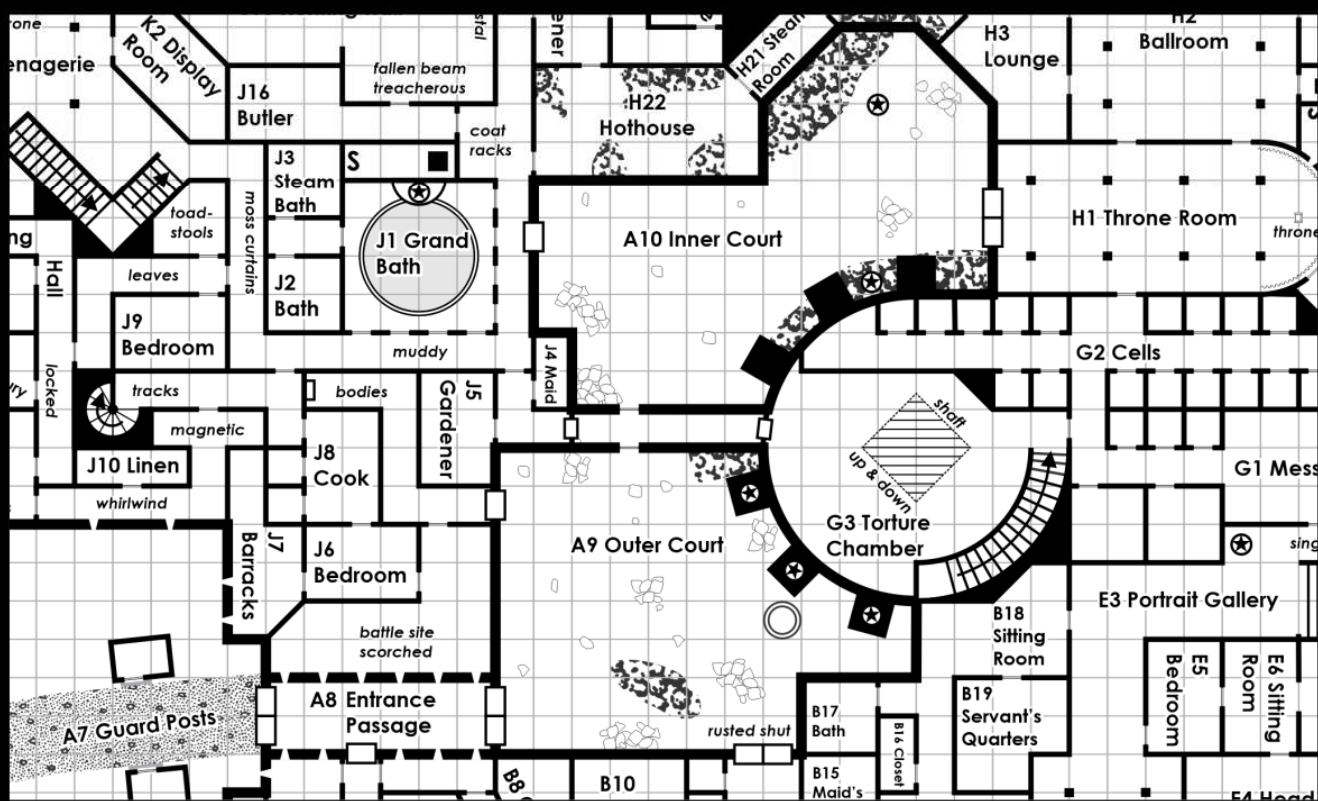 K2 Display
Room
J16
Butler
fallen beam
treacherous
coat
racks
H22
Hothouse
H21 Steam
Room
H3
Lounge
H2
Ballroom
S
J3
Steam
Bath
toad-
stools
moss curtains
J1 Grand
Bath
A10 Inner Court
H1 Throne Room
throne
Hall
leaves
J2
Bath
J9
Bedroom
muddy
J4 Maid
G2 Cells
locked
tracks
bodies
J5
Gardener
shaft
magnetic
up & down
J10 Linen
J8
Cook
G1 Mess
whirlwind
G3 Torture
Chamber
J7
Barracks
J6
Bedroom
A9 Outer Court
E3 Portrait Gallery
B18
Sitting
Room
battle site
scorched
E5
Bedroom
E6 Sitting
Room
A7 Guard Posts
A8 Entrance
Passage
B17
Bath
B16 Closet
B19
Servant's
Quarters
rusted shut
B8
B10
B15
Maid's
E4 Head